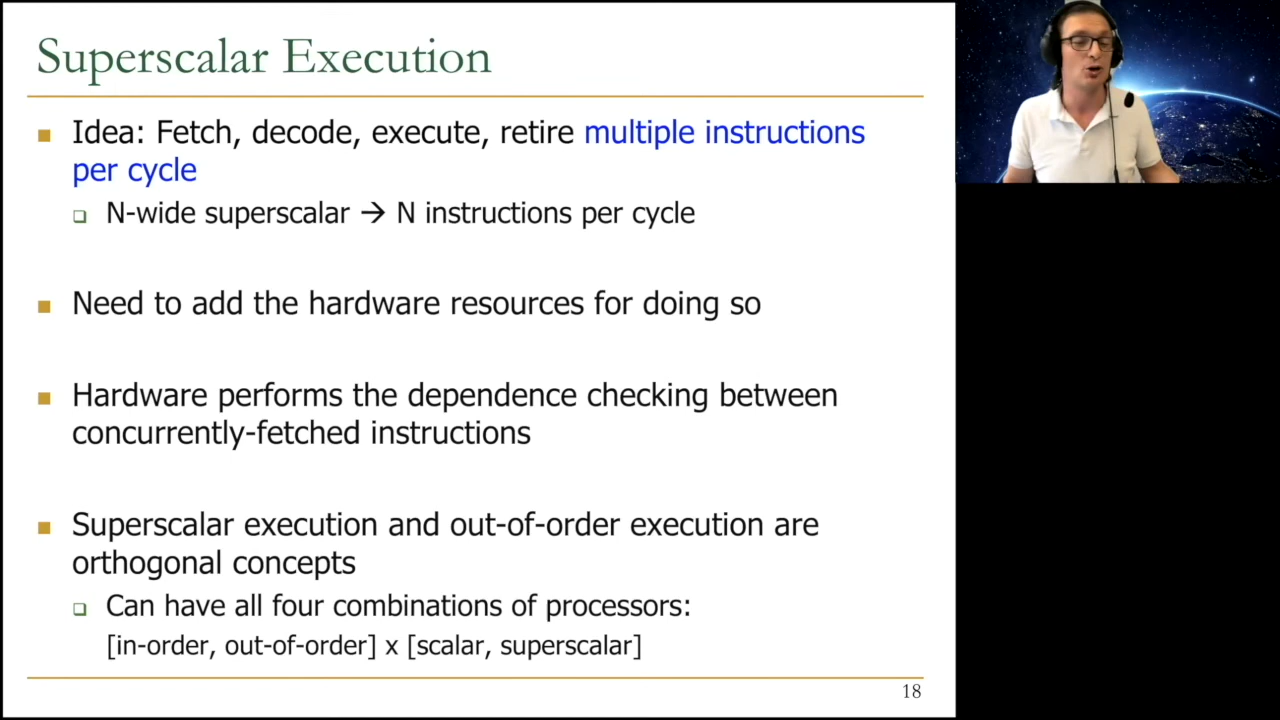 Superscalar Execution
Idea: Fetch, decode, execute, retire multiple instructions
per cycle
N-wide superscalar → N instructions per cycle
Need to add the hardware resources for doing so
Hardware performs the dependence checking between
concurrently-fetched instructions
Superscalar execution and out-of-order execution are
orthogonal concepts
Can have all four combinations of processors:
[in-order, out-of-order] x [scalar, superscalar]
18